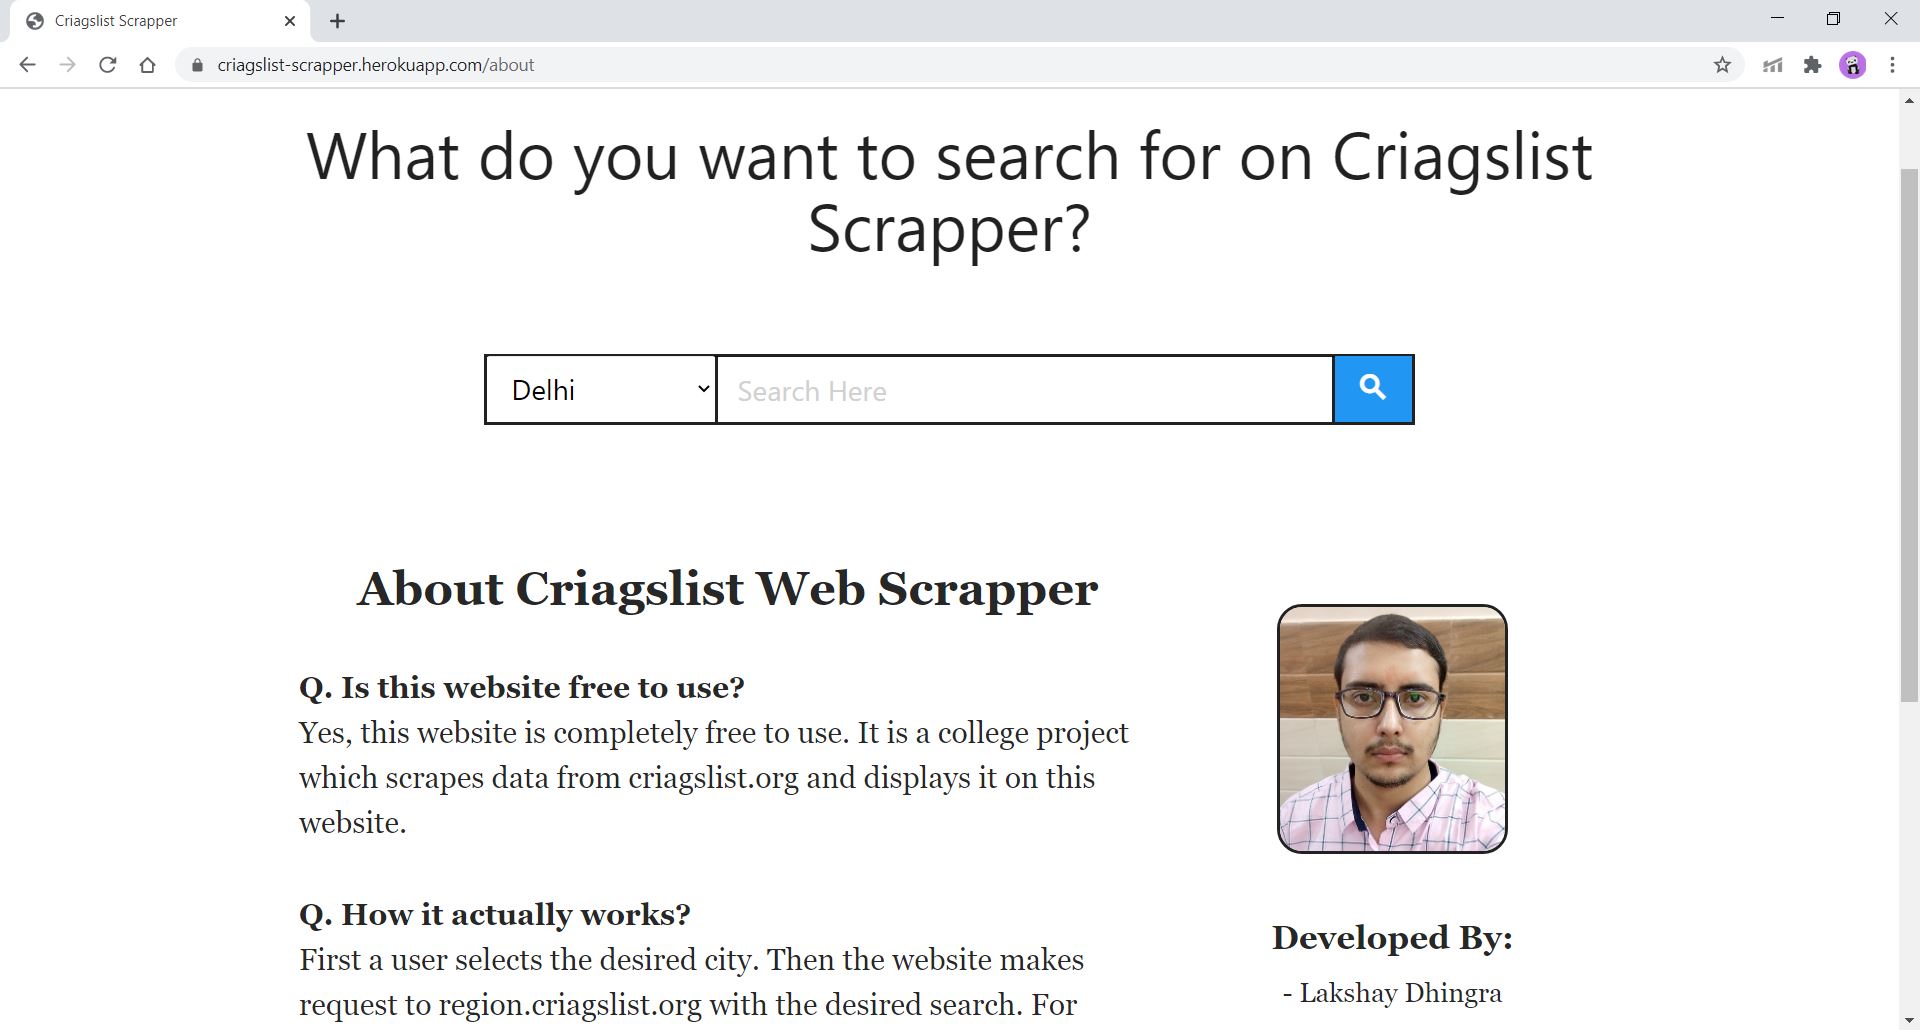 Criagslist Scrapper
criagslist-scrapper.herokuapp.com/about
What do you want to search for on Criagslist
Scrapper?
Delhi
Search Here
About Criagslist Web Scrapper
Q. Is this website free to use?
Yes, this website is completely free to use. It is a college project
which scrapes data from criagslist.org and displays it on this
website.
Q. How it actually works?
First a user selects the desired city. Then the website makes
request to region.criagslist.org with the desired search. For
Developed By:
- Lakshay Dhingra